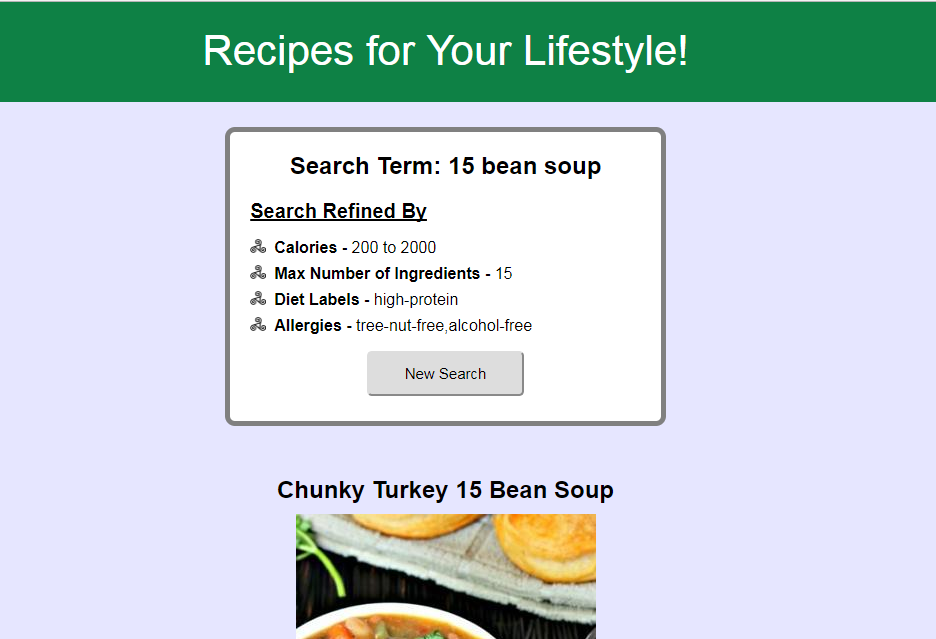 Recipes for Your Lifestyle!
Search Term: 15 bean soup
Search Refined By
Calories - 200 to 2000
Max Number of Ingredients - 15
Diet Labels - high-protein
Allergies - tree-nut-free,alcohol-free
New Search
Chunky Turkey 15 Bean Soup